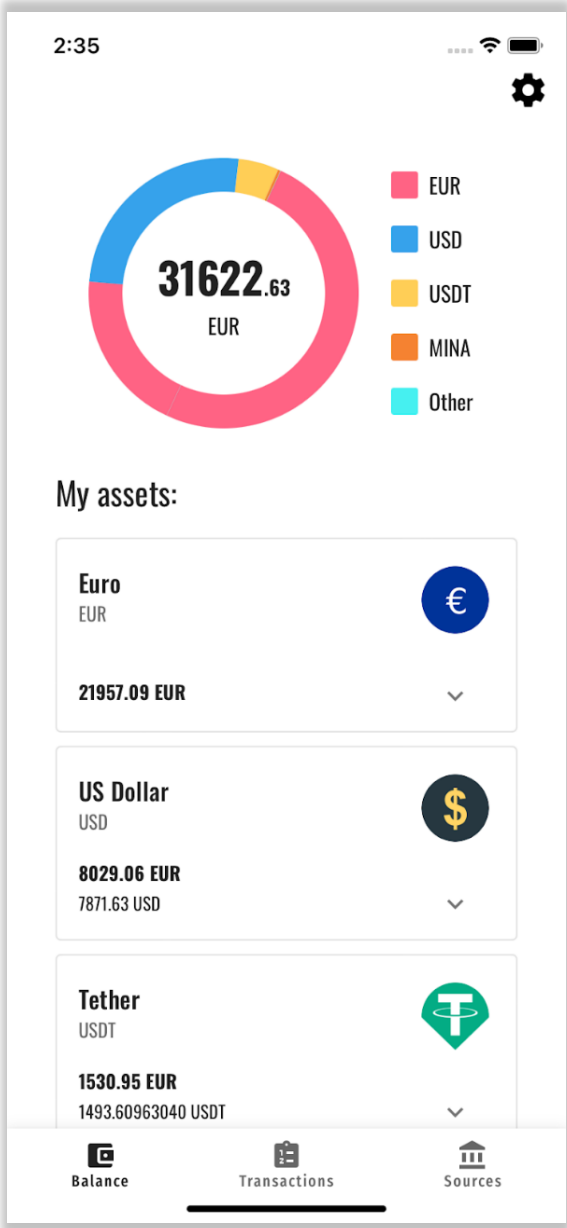 2:35
31622.63
EUR
EUR
USD
USDT
MINA
Other
My assets:
Euro
EUR
€
21957.09 EUR
US Dollar
USD
$
8029.06 EUR
7871.63 USD
Tether
USDT
1530.95 EUR
1493.60963040 USDT
Balance
Transactions
Sources